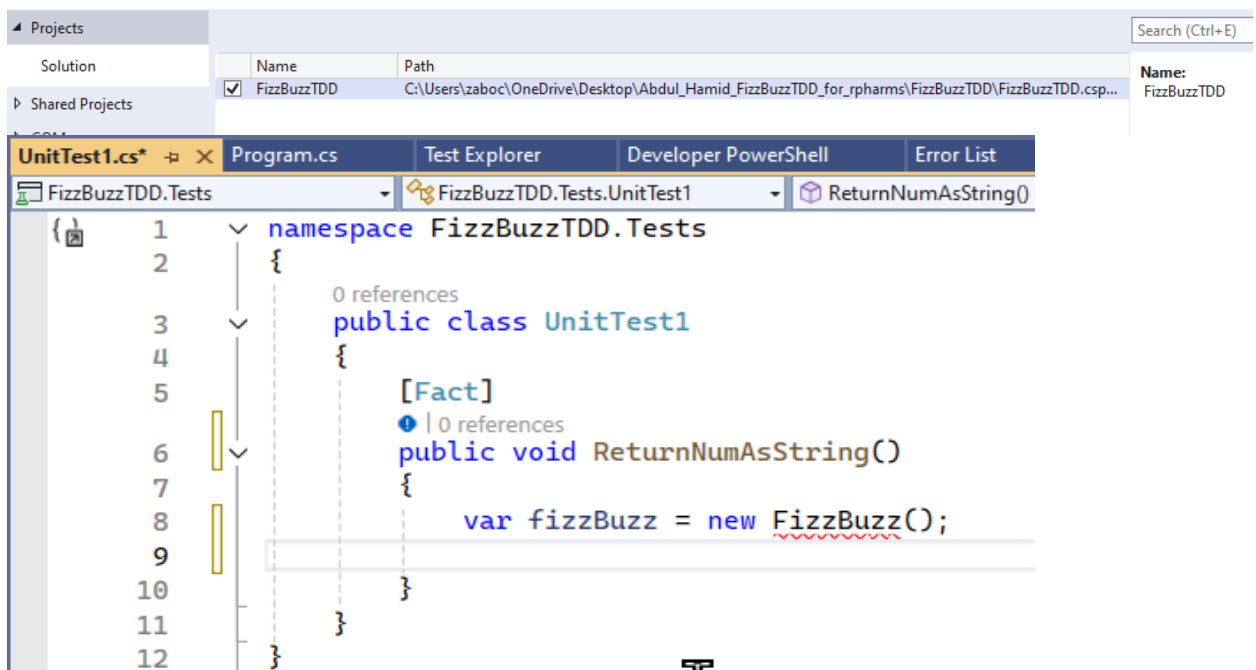 Projects
Search (Ctrl+E)
Solution
Name Path
Name:
FizzBuzzTDD C:\Users\zaboc\OneDrive\Desktop\Abdul_Hamid_FizzBuzzTDD_for_rpharms\FizzBuzzTDD\FizzBuzzTDD.csp...
FizzBuzzTDD
Shared Projects
UnitTest1.cs* Program.cs Test Explorer Developer PowerShell Error List
FizzBuzzTDD.Tests FizzBuzzTDD.Tests.UnitTest1 ReturnNumAsString()
1 namespace FizzBuzzTDD.Tests
2 {
0 references
3 public class UnitTest1
4 {
5 [Fact]
0 references
6 public void ReturnNumAsString()
7 {
8 var fizzBuzz = new FizzBuzz();
9
10 }
11 }
12 }